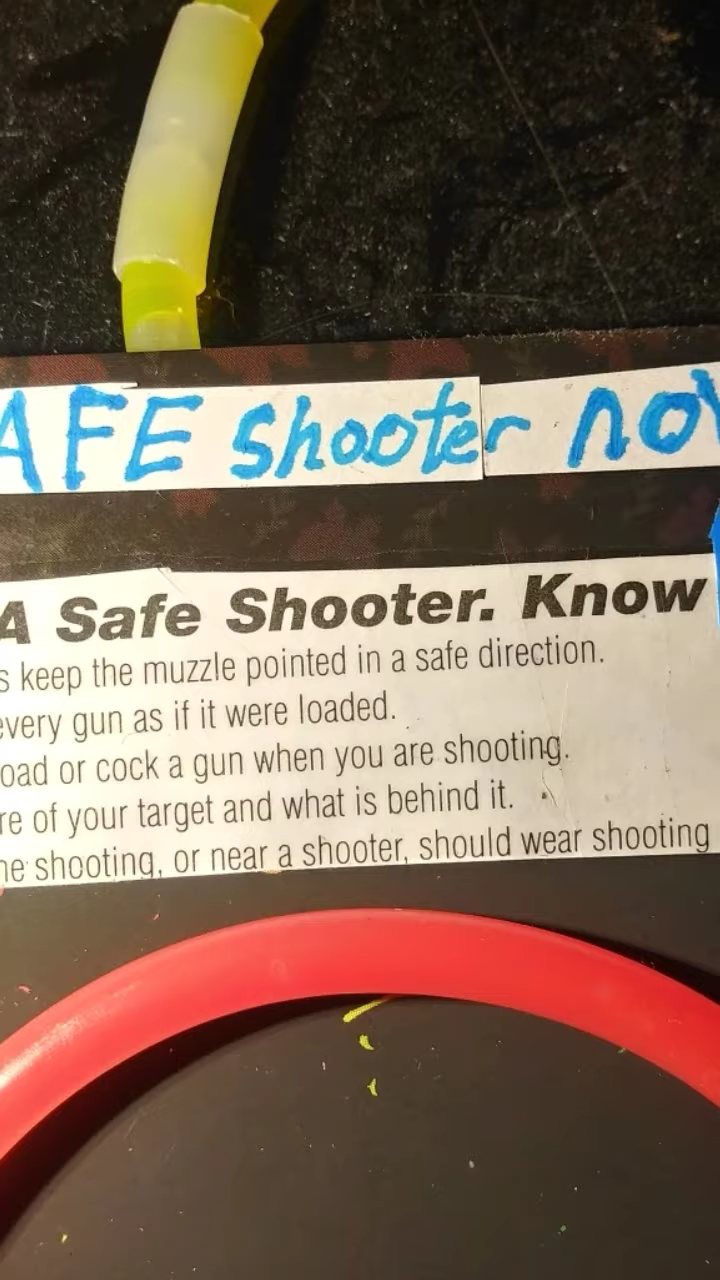 AFE shooter no
A Safe Shooter. Know
s keep the muzzle pointed in a safe direction.
every gun as if it were loaded.
oad or cock a gun when you are shooting.
re of your target and what is behind it.
ne shooting, or near a shooter, should wear shooting